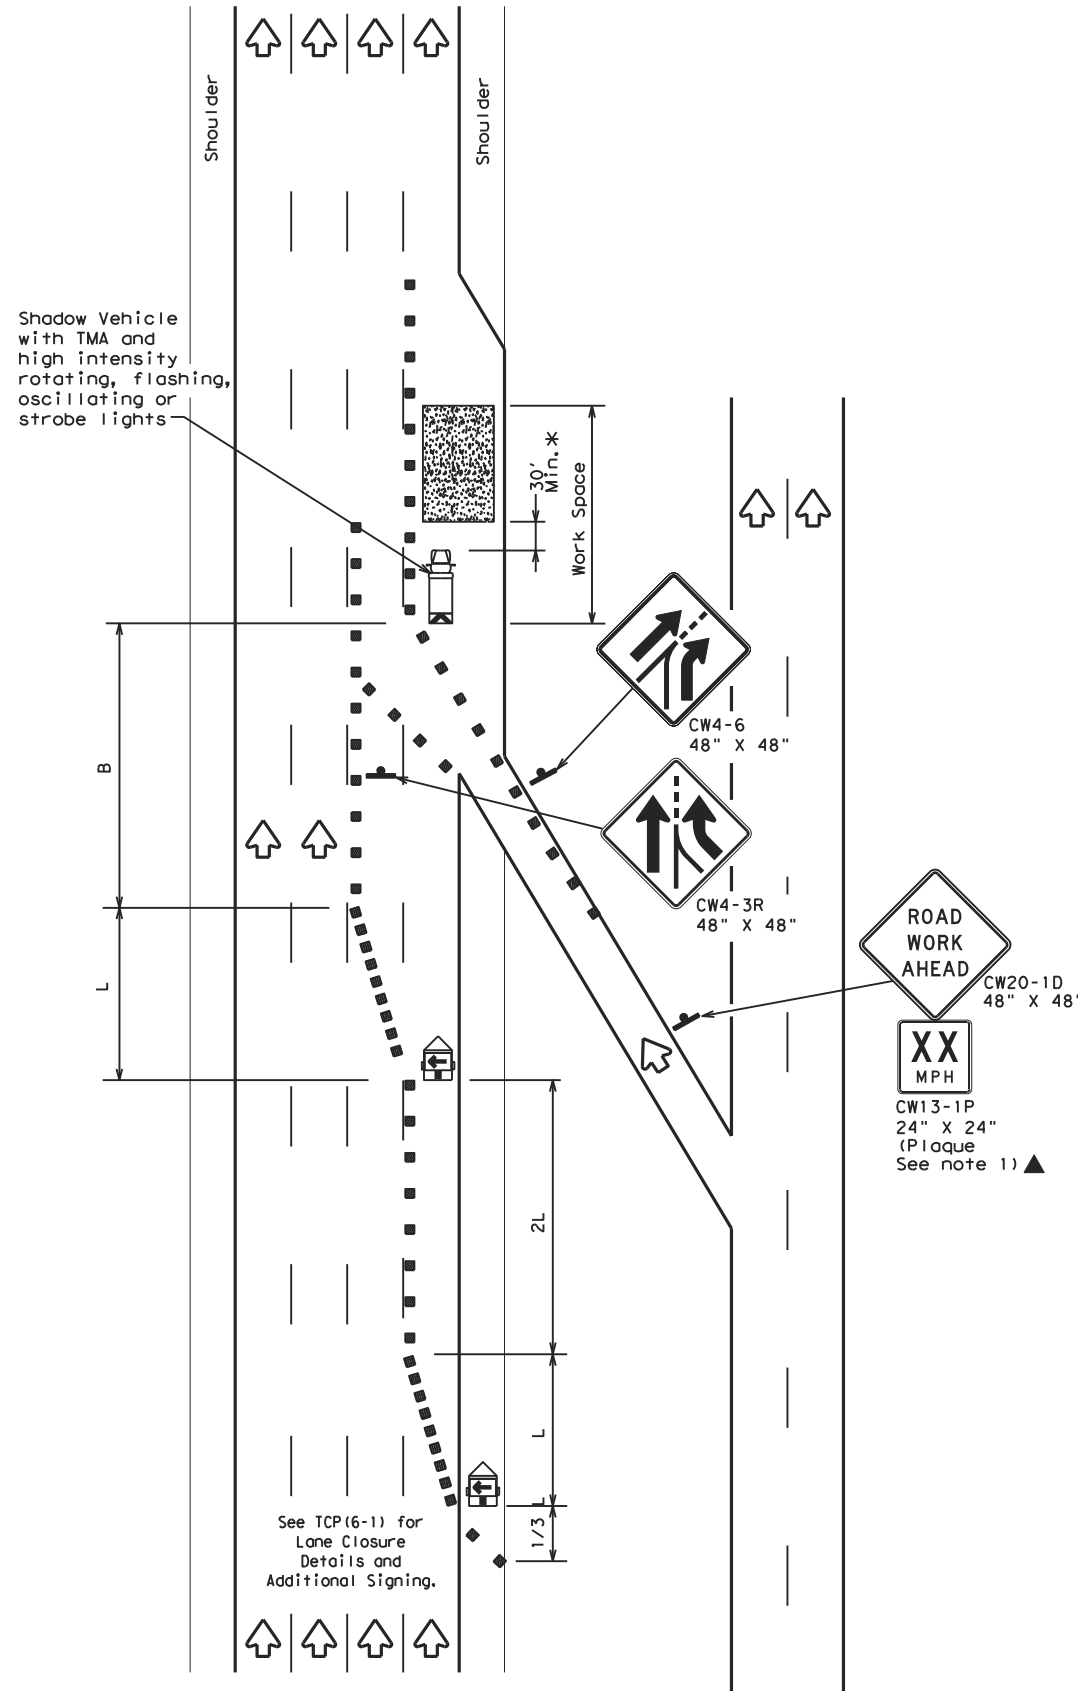 Shoulder
Shoulder
Shadow Vehicle
with TMA and
high intensity
rotating, flashing,
oscillating or
strobe lights
30'
Min.*
Work Space
CW4-6
48" X 48"
B
CW4-3R
48" X 48"
ROAD
WORK
AHEAD
CW20-1D
48" X 48"
XX
MPH
CW13-1P
24" X 24"
(Plaque
See note 1)▲
L
2L
L
1/3 L
See TCP(6-1) for
Lane Closure
Details and
Additional Signing.